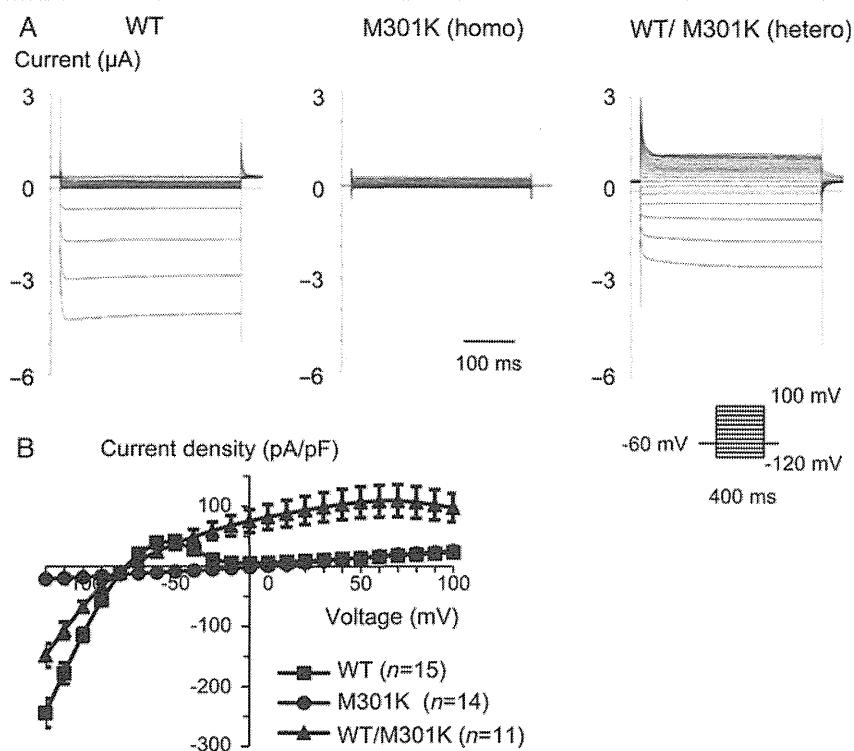 A
WT
M301K (homo)
WT/ M301K (hetero)
Current (μA)
3
0
−3
−6
3
0
−3
−6
100 ms
3
0
−3
−6
100 mV
-60 mV
-120 mV
400 ms
B
Current density (pA/pF)
100
-100
-50
0
50
100
Voltage (mV)
-100
-200
-300
WT (n=15)
M301K (n=14)
WT/M301K (n=11)